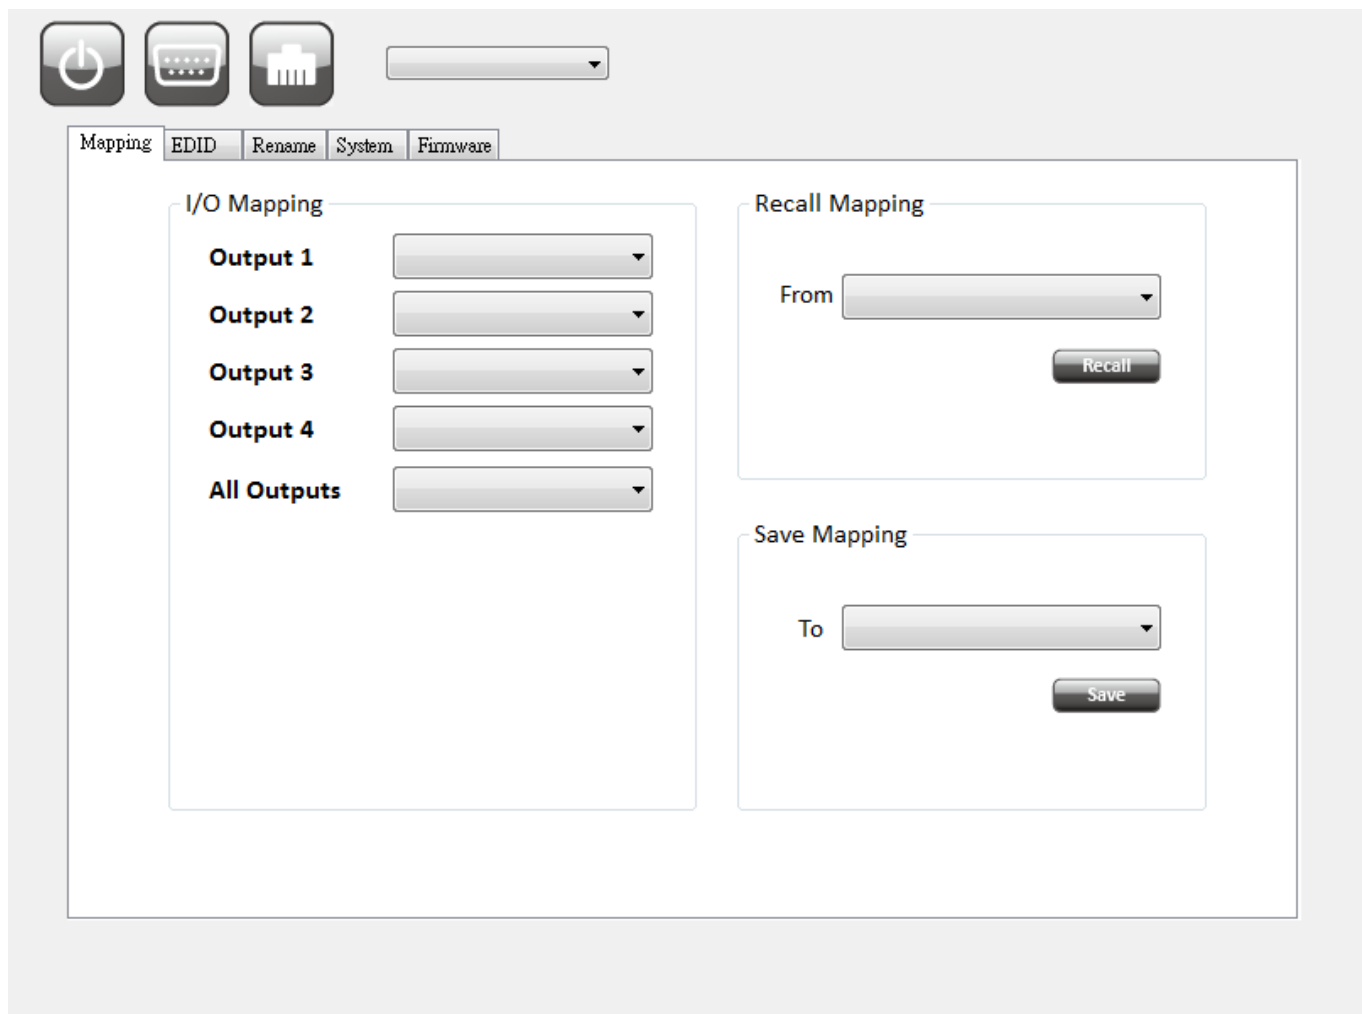 Mapping EDID Rename System Firmware
I/O Mapping
Output 1
Output 2
Output 3
Output 4
All Outputs
Recall Mapping
From
Recall
Save Mapping
To
Save